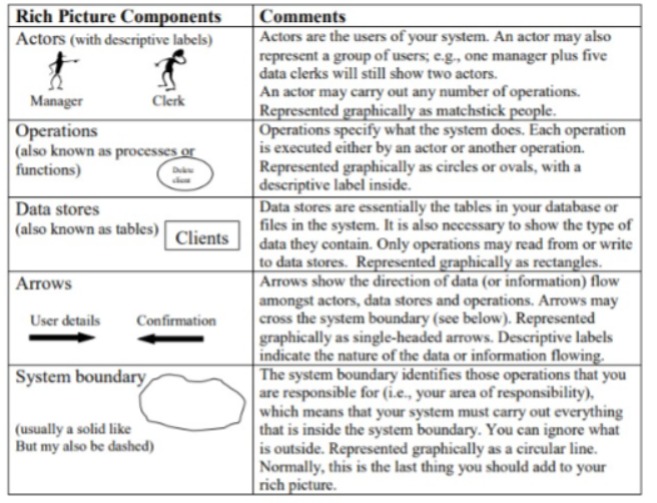 Rich Picture Components
Comments
Actors (with descriptive labels)
Manager
Clerk
Actors are the users of your system. An actor may also
represent a group of users; e.g., one manager plus five
data clerks will still show two actors.
An actor may carry out any number of operations.
Represented graphically as matchstick people.
Operations
(also known as processes or
functions)
Delete
client
Operations specify what the system does. Each operation
is executed either by an actor or another operation.
Represented graphically as circles or ovals, with a
descriptive label inside.
Data stores
(also known as tables)
Clients
Data stores are essentially the tables in your database or
files in the system. It is also necessary to show the type of
data they contain. Only operations may read from or write
to data stores. Represented graphically as rectangles.
Arrows
User details
Confirmation
Arrows show the direction of data (or information) flow
amongst actors, data stores and operations. Arrows may
cross the system boundary (see below). Represented
graphically as single-headed arrows. Descriptive labels
indicate the nature of the data or information flowing.
System boundary
(usually a solid like
But my also be dashed)
The system boundary identifies those operations that you
are responsible for (i.e., your area of responsibility),
which means that your system must carry out everything
that is inside the system boundary. You can ignore what
is outside. Represented graphically as a circular line.
Normally, this is the last thing you should add to your
rich picture.